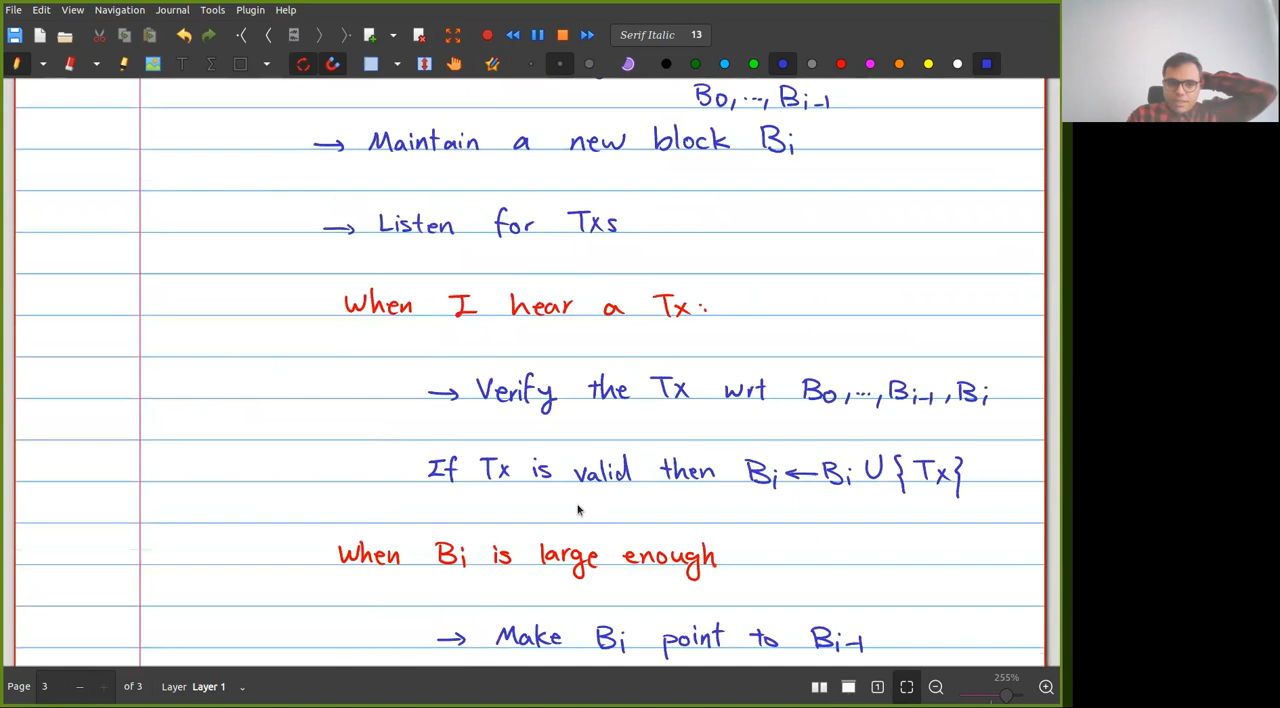 File Edit View Navigation Journal Tools Plugin Help
Serif Italic 13
B0,...,Bi-1
→ Maintain a new block Bi
→ Listen for Txs
When I hear a Tx:
→ Verify the Tx wrt B0,...,Bi-1,Bi
If Tx is valid then Bi ← Bi ∪ {Tx}
When Bi is large enough
→ Make Bi point to Bi-1
Page 3 of 3 Layer Layer 1 255%